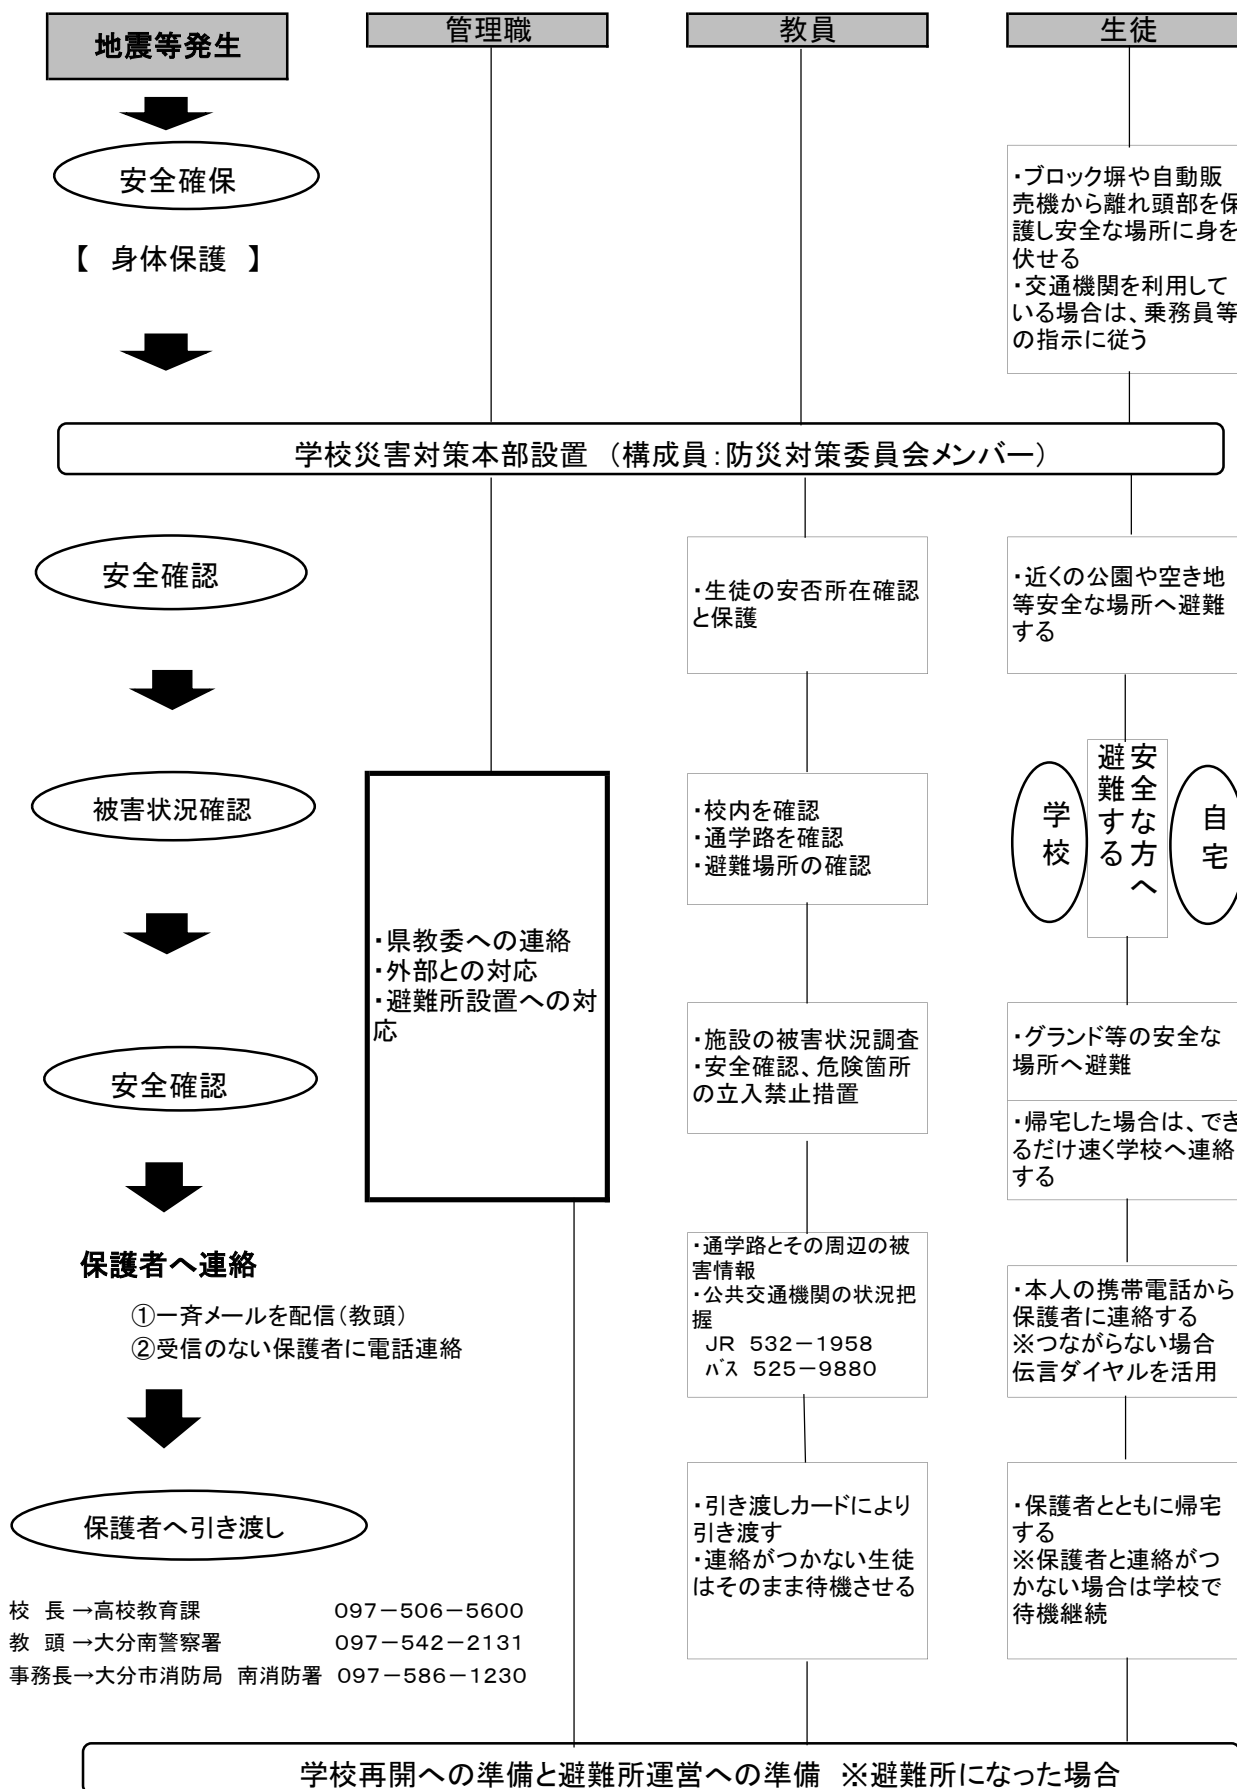 地震等発生
管理職
教員
生徒
安全確保
【　身体保護　】
・ブロック塀や自動販
売機から離れ頭部を保
護し安全な場所に身を
伏せる
・交通機関を利用して
いる場合は、乗務員等
の指示に従う
学校災害対策本部設置　（構成員：防災対策委員会メンバー）
安全確認
・生徒の安否所在確認
と保護
・近くの公園や空き地
等安全な場所へ避難
する
被害状況確認
・県教委への連絡
・外部との対応
・避難所設置への対
応
・校内を確認
・通学路を確認
・避難場所の確認
学校
安全な方へ
避難する
自宅
安全確認
・施設の被害状況調査
・安全確認、危険箇所
の立入禁止措置
・グランド等の安全な
場所へ避難
・帰宅した場合は、でき
るだけ速く学校へ連絡
する
保護者へ連絡
①一斉メールを配信（教頭）
②受信のない保護者に電話連絡
・通学路とその周辺の被
害情報
・公共交通機関の状況把
握
ＪＲ　５３２－１９５８
ﾊﾞｽ　５２５－９８８０
・本人の携帯電話から
保護者に連絡する
※つながらない場合
伝言ダイヤルを活用
保護者へ引き渡し
・引き渡しカードにより
引き渡す
・連絡がつかない生徒
はそのまま待機させる
・保護者とともに帰宅
する
※保護者と連絡がつ
かない場合は学校で
待機継続
校　長　→高校教育課　０９７－５０６－５６００
教　頭　→大分南警察署　０９７－５４２－２１３１
事務長→大分市消防局　南消防署　０９７－５８６－１２３０
学校再開への準備と避難所運営への準備　※避難所になった場合